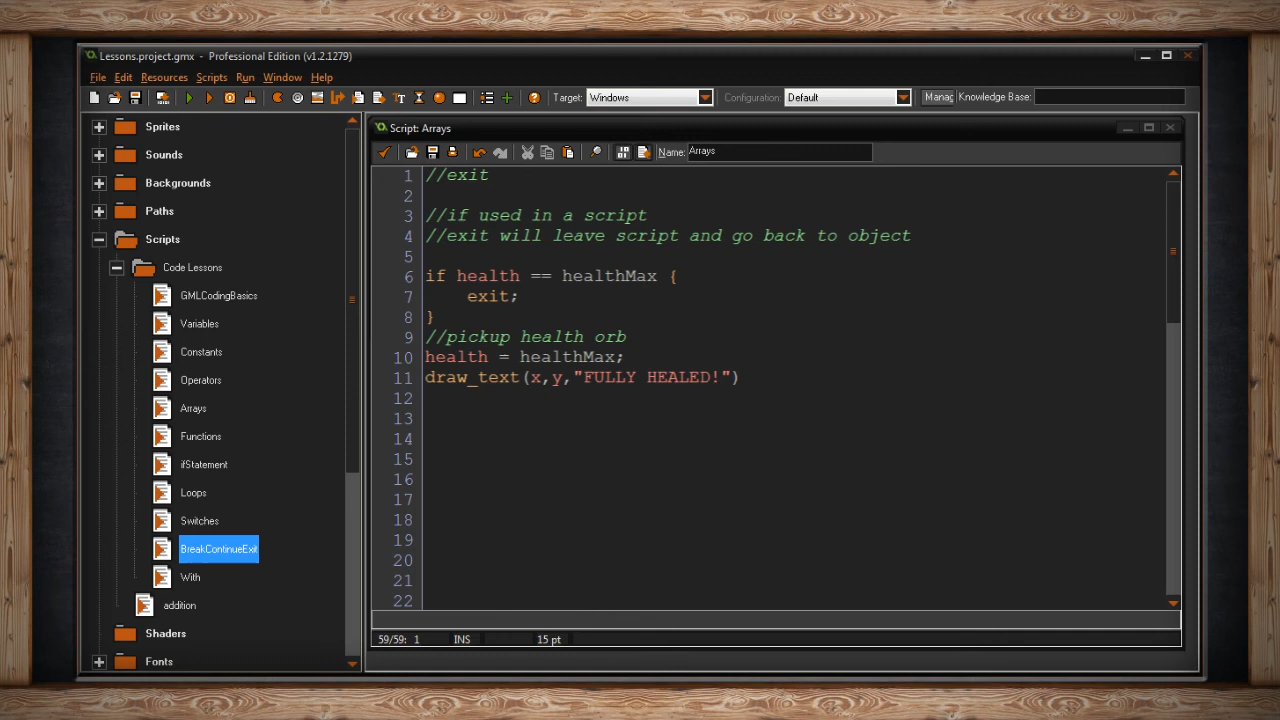 Lessons.project.gmx - Professional Edition (v1.2.1279)
File Edit Resources Scripts Run Window Help
Target: Windows Configuration: Default Manag Knowledge Base:
Sprites
Sounds
Backgrounds
Paths
Scripts
Code Lessons
GMLCodingBasics
Variables
Constants
Operators
Arrays
Functions
ifStatement
Loops
Switches
BreakContinueExit
With
addition
Shaders
Fonts
Script: Arrays
Name: Arrays
1 //exit
2
3 //if used in a script
4 //exit will leave script and go back to object
5
6 if health == healthMax {
7 exit;
8 }
9 //pickup health orb
10 health = healthMax;
11 draw_text(x,y,"FULLY HEALED!")
12
13
14
15
16
17
18
19
20
21
22
59/59: 1 INS 15 pt